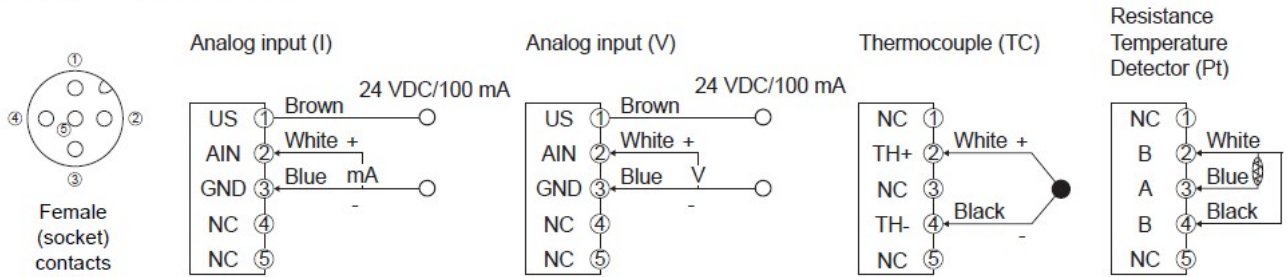 ①
④ ⑤ ②
③
Female
(socket)
contacts
Analog input (I)
24 VDC/100 mA
US ① Brown
AIN ② White +
mA
GND ③ Blue
-
NC ④
NC ⑤
Analog input (V)
24 VDC/100 mA
US ① Brown
AIN ② White +
V
GND ③ Blue
-
NC ④
NC ⑤
Thermocouple (TC)
NC ①
TH+ ② White +
NC ③
TH- ④ Black
-
NC ⑤
Resistance
Temperature
Detector (Pt)
NC ①
B ② White
A ③ Blue
B ④ Black
NC ⑤